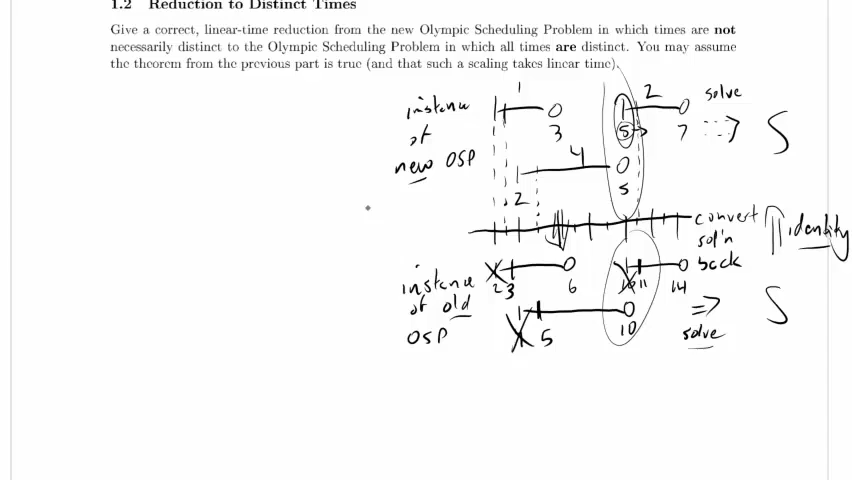 1.2 Reduction to Distinct Times
Give a correct, linear-time reduction from the new Olympic Scheduling Problem in which times are not
necessarily distinct to the Olympic Scheduling Problem in which all times are distinct. You may assume
the theorem from the previous part is true (and that such a scaling takes linear time).
1
2
solve
instance
3
5
7
S
of
new OSP
4
5
2
convert
sol'n
back
identity
instance
of old
OSP
2 3
6
11
14
5
10
solve
S